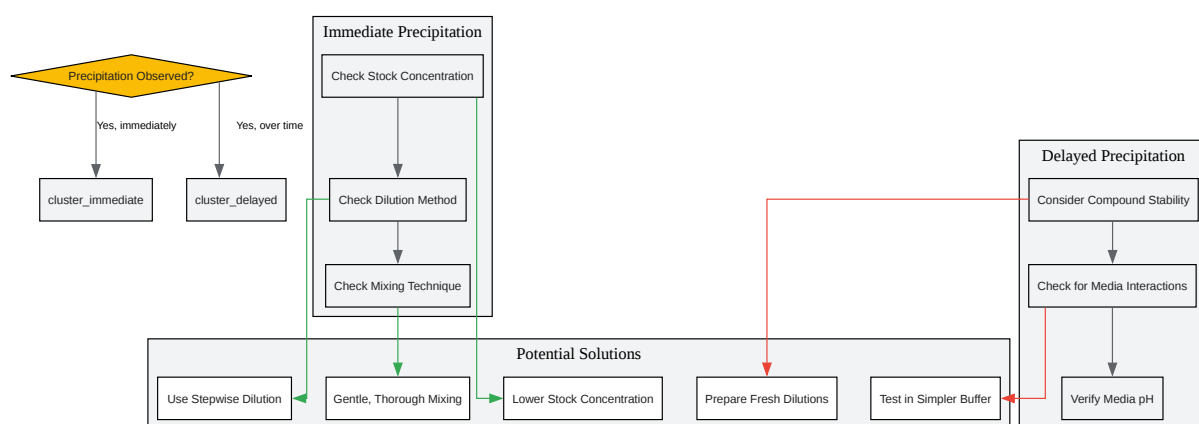 Immediate Precipitation
Precipitation Observed?
Check Stock Concentration
Yes, immediately
Yes, over time
Delayed Precipitation
cluster_immediate
cluster_delayed
Check Dilution Method
Consider Compound Stability
Check Mixing Technique
Check for Media Interactions
Potential Solutions
Use Stepwise Dilution
Gentle, Thorough Mixing
Lower Stock Concentration
Prepare Fresh Dilutions
Test in Simpler Buffer
Verify Media pH